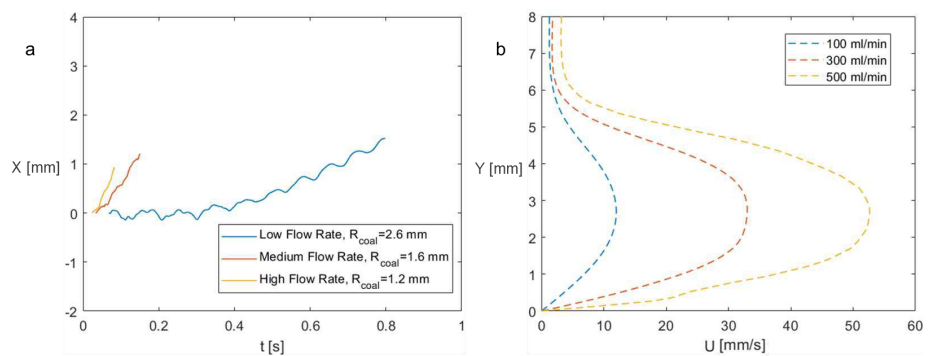 a
4
3
2
1
0
-1
-2
X [mm]
0
0.2
0.4
0.6
0.8
1
t [s]
Low Flow Rate, R_coal=2.6 mm
Medium Flow Rate, R_coal=1.6 mm
High Flow Rate, R_coal=1.2 mm
b
8
7
6
5
4
3
2
1
0
Y [mm]
0
10
20
30
40
50
60
U [mm/s]
100 ml/min
300 ml/min
500 ml/min